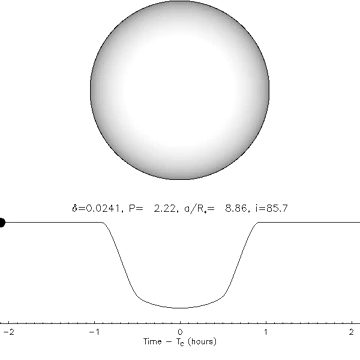 δ=0.0241, P= 2.22, a/R⋆= 8.86, i=85.7
-2 -1 0 1 2
Time - Tc (hours)